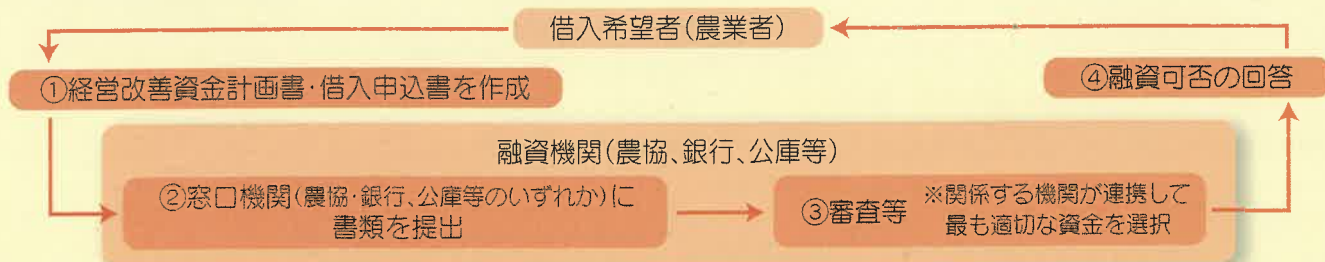 借入希望者(農業者)
①経営改善資金計画書・借入申込書を作成
④融資可否の回答
融資機関(農協、銀行、公庫等)
②窓口機関(農協・銀行、公庫等のいずれか)に
書類を提出
③審査等
※関係する機関が連携して
最も適切な資金を選択